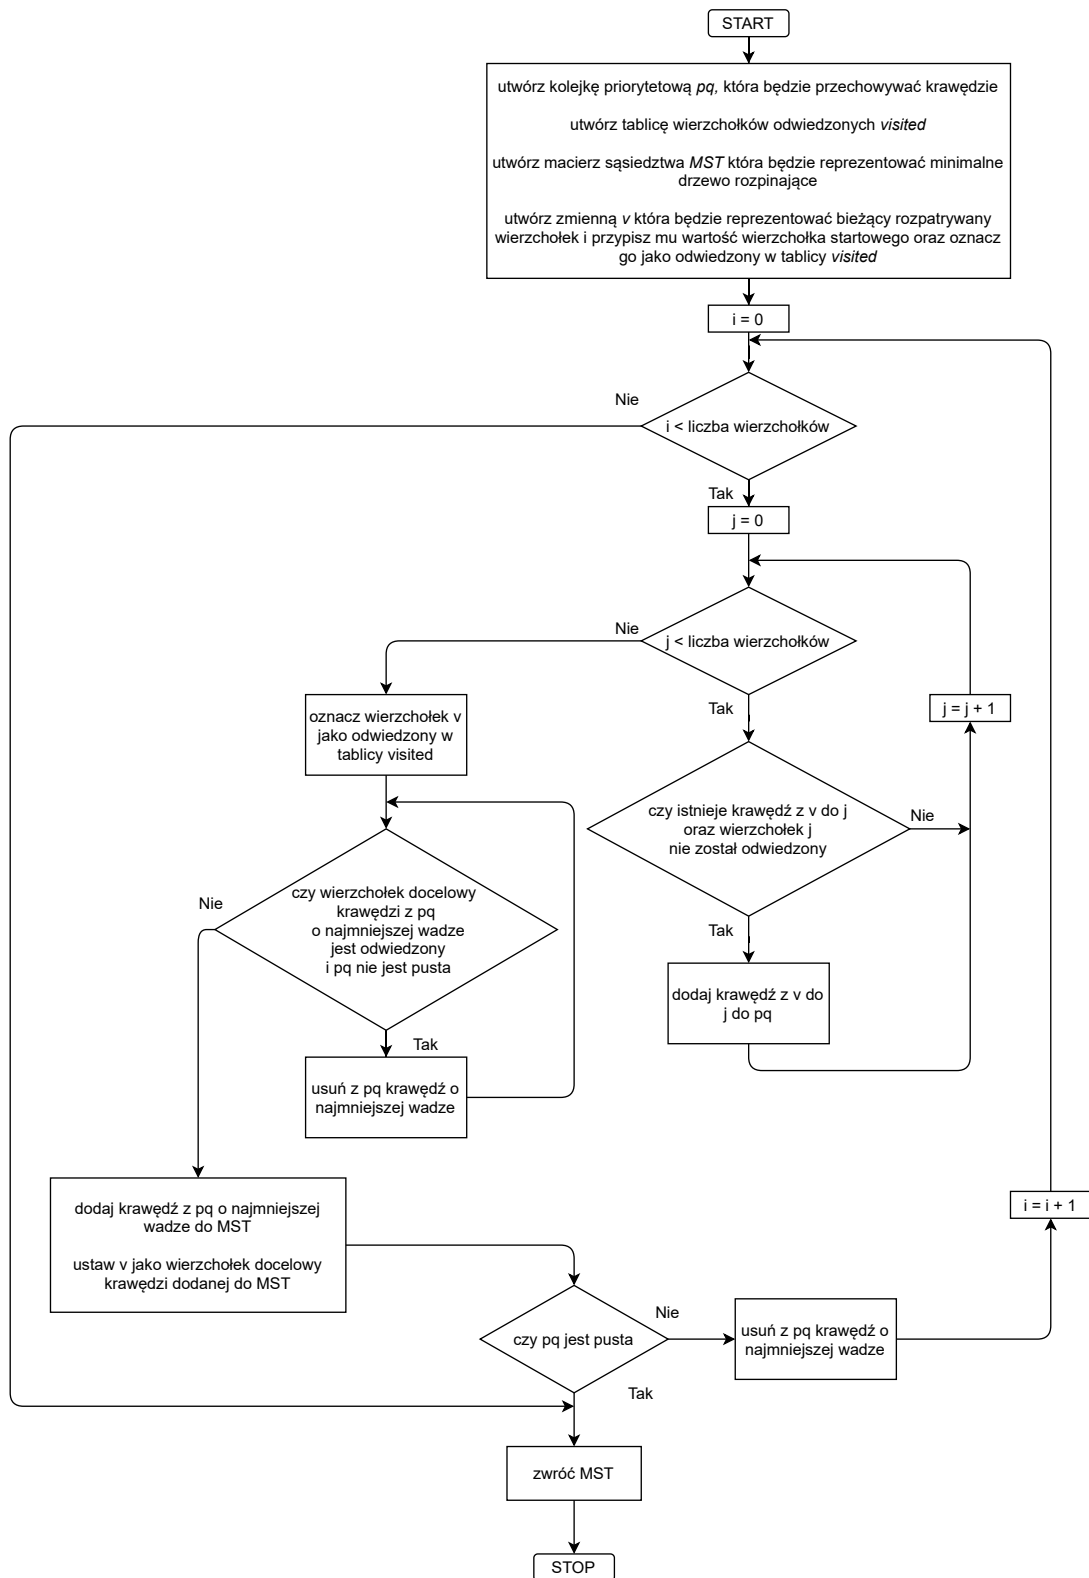 START
utwórz kolejkę priorytetową pq, która będzie przechowywać krawędzie
utwórz tablicę wierzchołków odwiedzonych visited
utwórz macierz sąsiedztwa MST która będzie reprezentować minimalne
drzewo rozpinające
utwórz zmienną v która będzie reprezentować bieżący rozpatrywany
wierzchołek i przypisz mu wartość wierzchołka startowego oraz oznacz
go jako odwiedzony w tablicy visited
i = 0
Nie
i < liczba wierzchołków
Tak
j = 0
Nie
j < liczba wierzchołków
Tak
j = j + 1
oznacz wierzchołek v
jako odwiedzony w
tablicy visited
czy istnieje krawędź z v do j
oraz wierzchołek j
nie został odwiedzony
Nie
Tak
dodaj krawędź z v do
j do pq
Nie
czy wierzchołek docelowy
krawędzi z pq
o najmniejszej wadze
jest odwiedzony
i pq nie jest pusta
Tak
usuń z pq krawędź o
najmniejszej wadze
dodaj krawędź z pq o najmniejszej
wadze do MST
ustaw v jako wierzchołek docelowy
krawędzi dodanej do MST
i = i + 1
czy pq jest pusta
Nie
usuń z pq krawędź o
najmniejszej wadze
Tak
zwróć MST
STOP